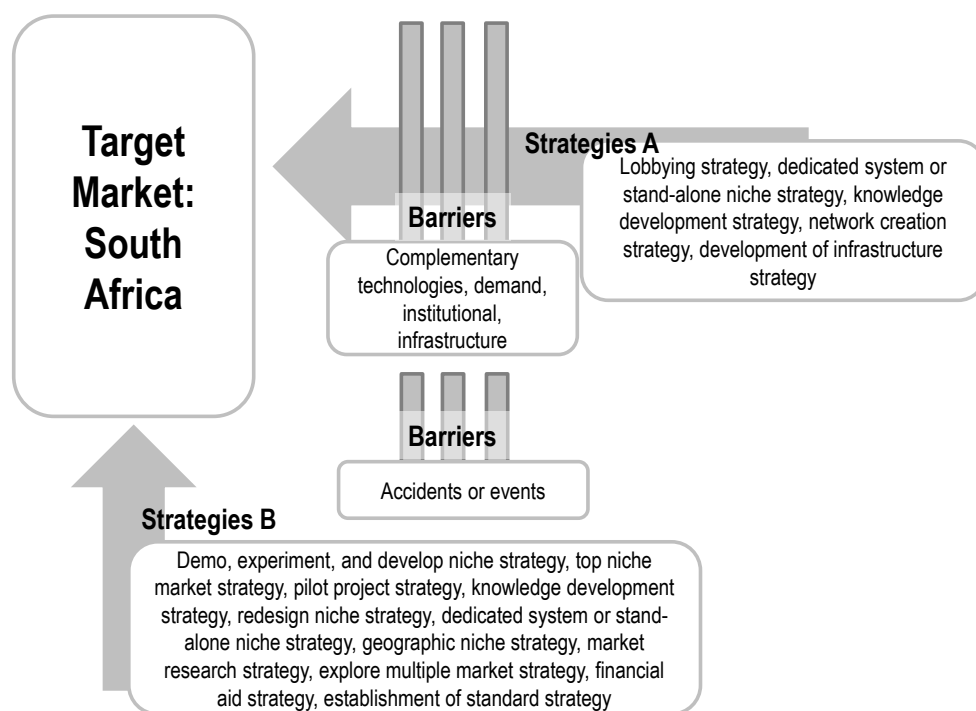 Target
Market:
South
Africa
Strategies A
Lobbying strategy, dedicated system or
stand-alone niche strategy, knowledge
development strategy, network creation
strategy, development of infrastructure
strategy
Barriers
Complementary
technologies, demand,
institutional,
infrastructure
Barriers
Accidents or events
Strategies B
Demo, experiment, and develop niche strategy, top niche
market strategy, pilot project strategy, knowledge development
strategy, redesign niche strategy, dedicated system or stand-
alone niche strategy, geographic niche strategy, market
research strategy, explore multiple market strategy, financial
aid strategy, establishment of standard strategy